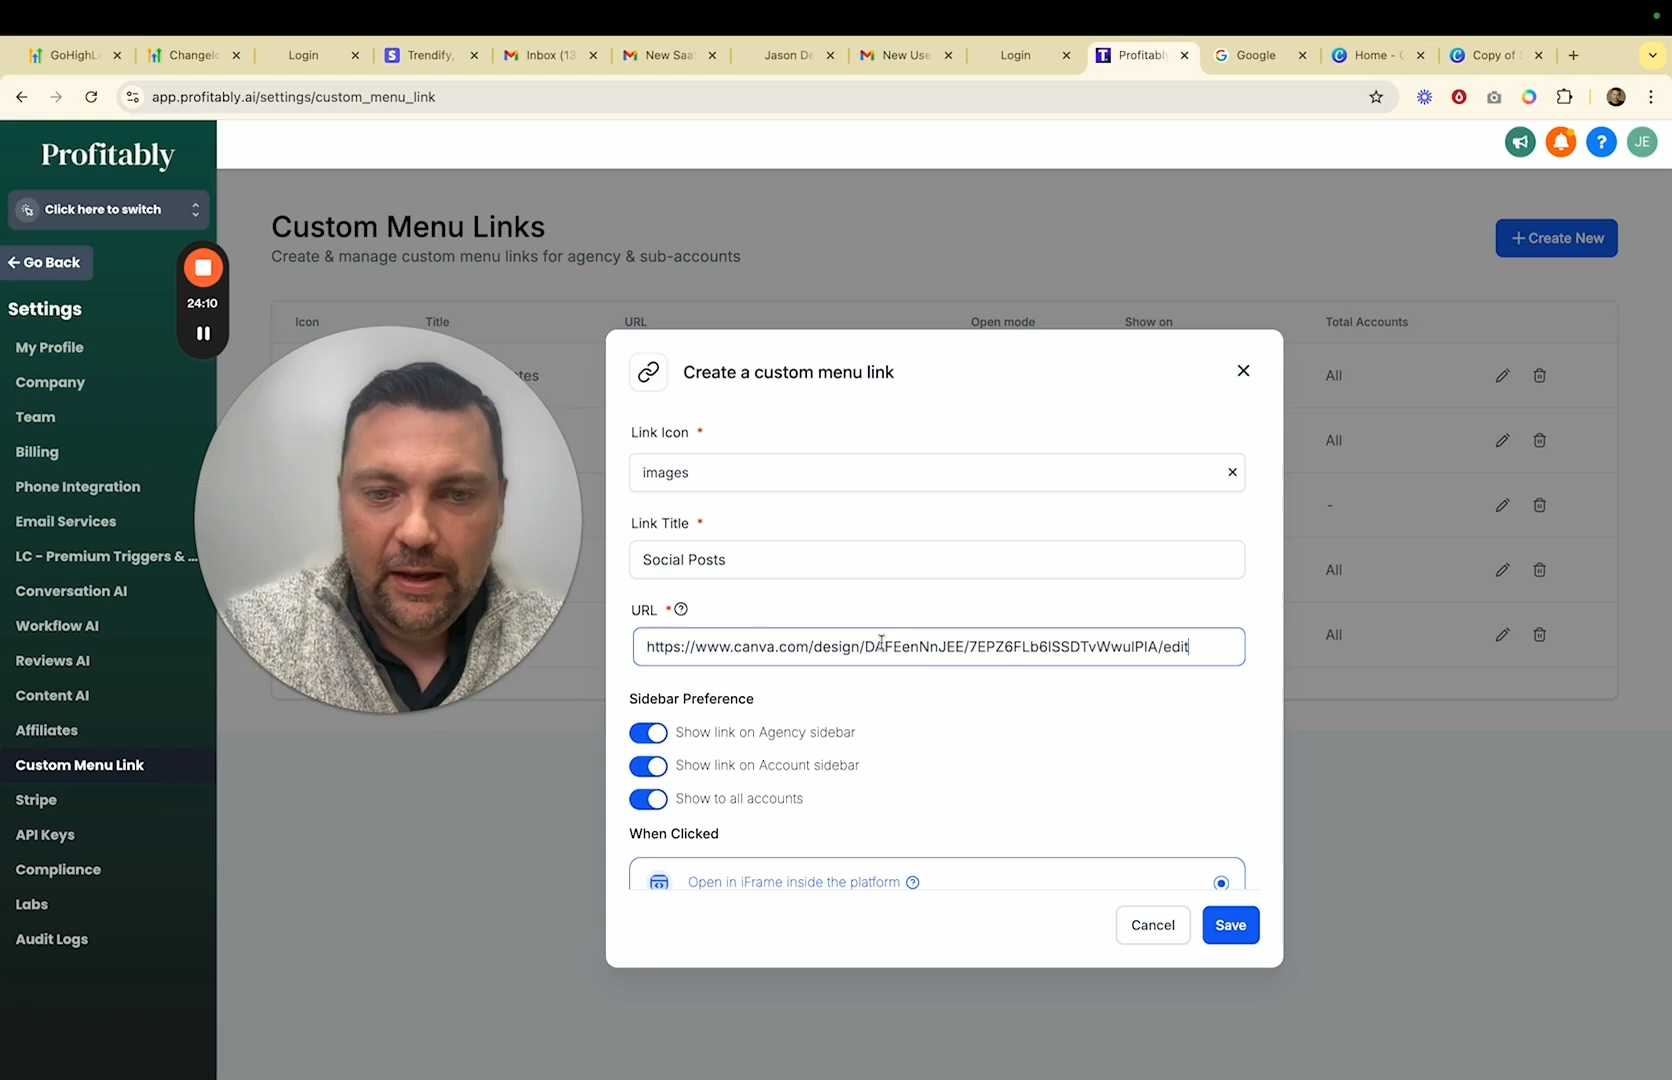 GoHighL
Changelo
Login
Trendify,
Inbox (13
New Saa
Jason De
New Use
Login
Profitably
Google
Home - C
Copy of
app.profitably.ai/settings/custom_menu_link
Profitably
JE
Click here to switch
Go Back
24:10
Settings
My Profile
Company
Team
Billing
Phone Integration
Email Services
LC - Premium Triggers & ...
Conversation AI
Workflow AI
Reviews AI
Content AI
Affiliates
Custom Menu Link
Stripe
API Keys
Compliance
Labs
Audit Logs
Custom Menu Links
Create & manage custom menu links for agency & sub-accounts
+ Create New
Icon Title URL Open mode Show on Total Accounts
tes All
All
-
All
All
Create a custom menu link
Link Icon *
images
Link Title *
Social Posts
URL *
https://www.canva.com/design/DAFEenNnJEE/7EPZ6FLb6ISSDTvWwulPIA/edit
Sidebar Preference
Show link on Agency sidebar
Show link on Account sidebar
Show to all accounts
When Clicked
Open in iFrame inside the platform
Cancel
Save